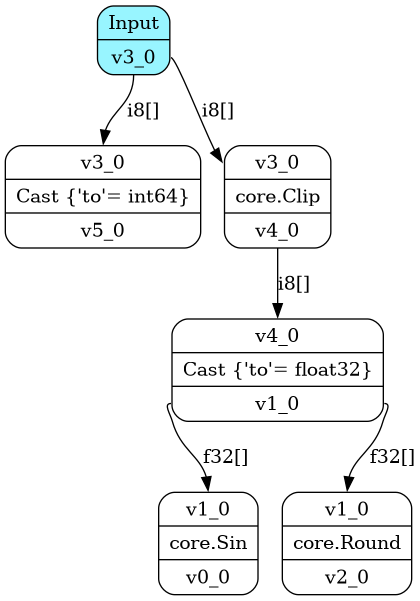 Input
v3_0
i8[]
i8[]
v3_0
Cast {'to'= int64}
v5_0
v3_0
core.Clip
v4_0
i8[]
v4_0
Cast {'to'= float32}
v1_0
f32[]
f32[]
v1_0
core.Sin
v0_0
v1_0
core.Round
v2_0